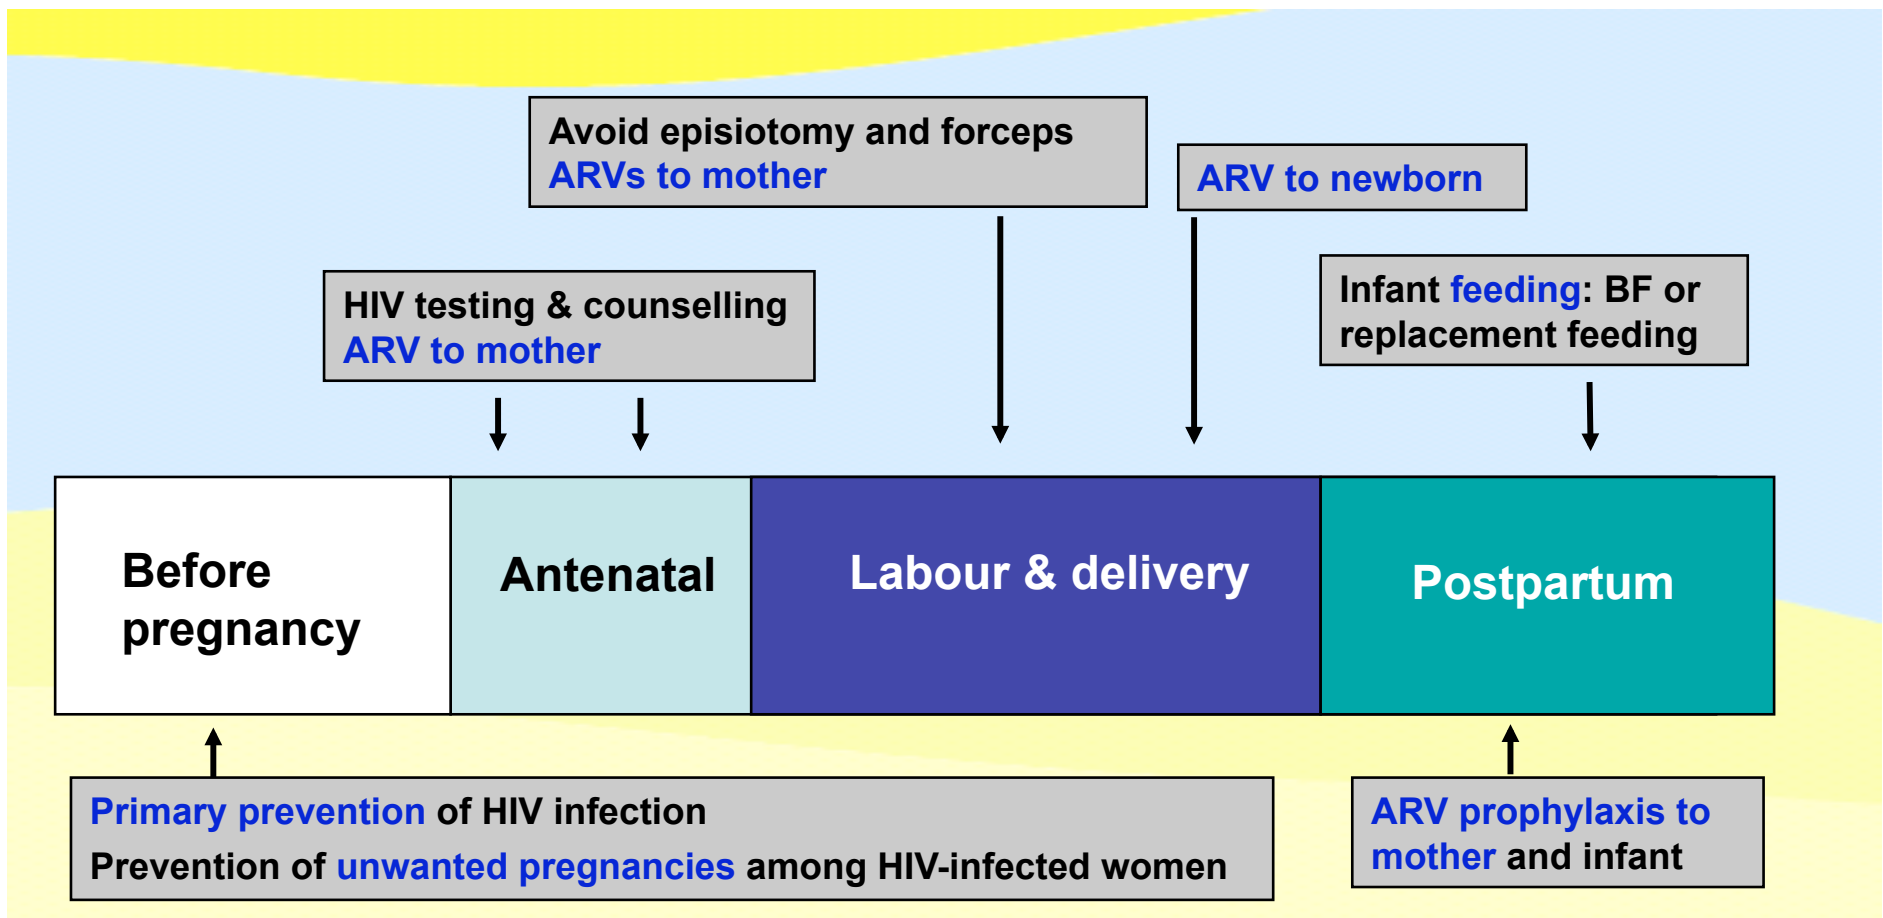 Avoid episiotomy and forceps
ARVs to mother
ARV to newborn
HIV testing & counselling
ARV to mother
Infant feeding: BF or
replacement feeding
Before
pregnancy
Antenatal
Labour & delivery
Postpartum
Primary prevention of HIV infection
Prevention of unwanted pregnancies among HIV-infected women
ARV prophylaxis to
mother and infant